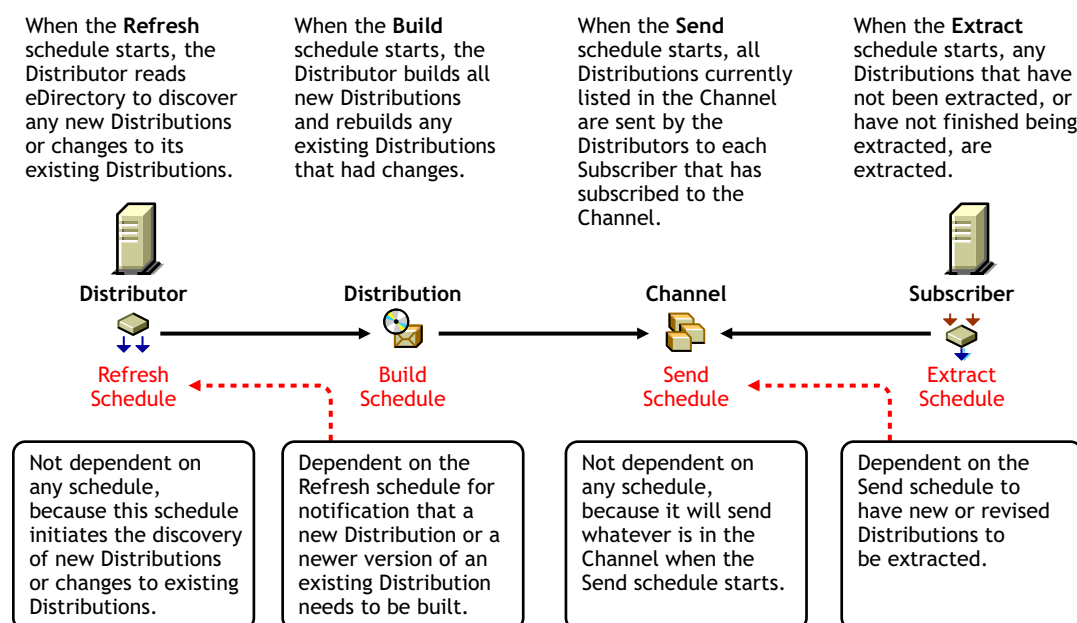 When the Refresh
schedule starts, the
Distributor reads
eDirectory to discover
any new Distributions
or changes to its
existing Distributions.
When the Build
schedule starts, the
Distributor builds all
new Distributions
and rebuilds any
existing Distributions
that had changes.
When the Send
schedule starts, all
Distributions currently
listed in the Channel
are sent by the
Distributors to each
Subscriber that has
subscribed to the
Channel.
When the Extract
schedule starts, any
Distributions that have
not been extracted, or
have not finished being
extracted, are
extracted.
Distributor
Distribution
Channel
Subscriber
Refresh
Schedule
Build
Schedule
Send
Schedule
Extract
Schedule
Not dependent on
any schedule,
because this schedule
initiates the discovery
of new Distributions
or changes to existing
Distributions.
Dependent on the
Refresh schedule for
notification that a
new Distribution or a
newer version of an
existing Distribution
needs to be built.
Not dependent on
any schedule,
because it will send
whatever is in the
Channel when the
Send schedule starts.
Dependent on the
Send schedule to
have new or revised
Distributions to
be extracted.